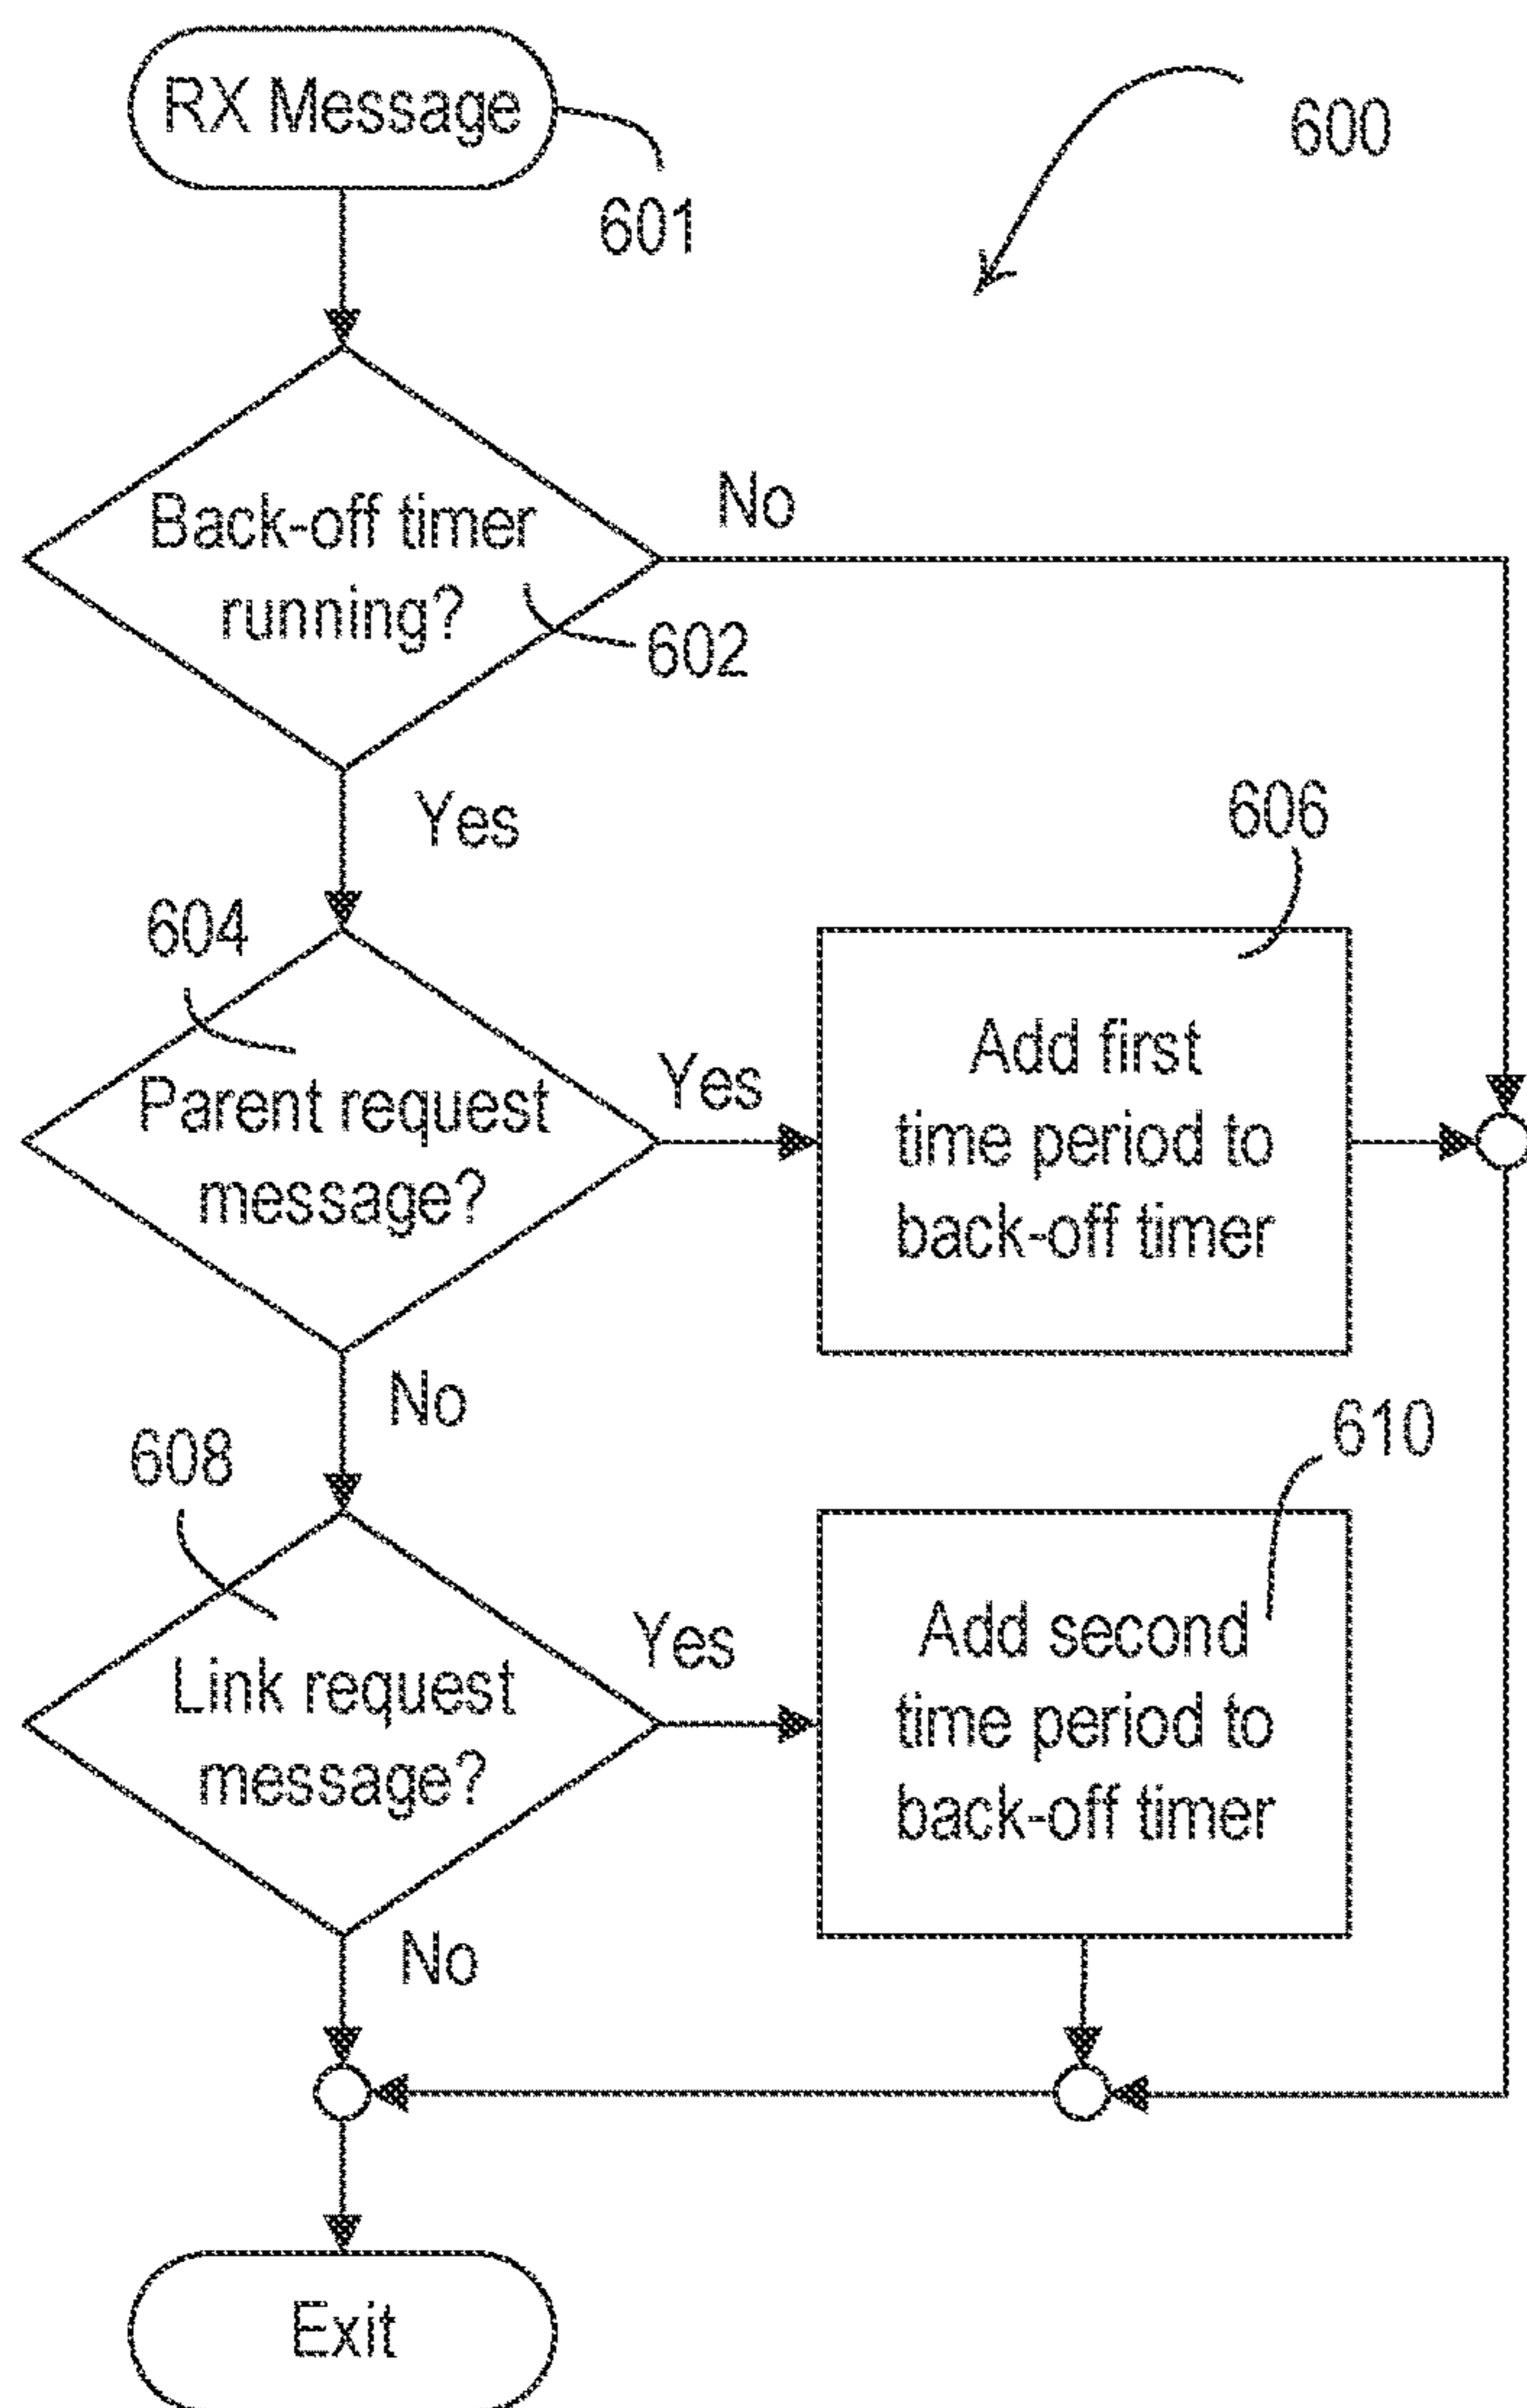 RX Message
600
601
No
Back-off timer
running?
602
Yes
606
604
Add first
Yes
Parent request
time period to
message?
back-off timer
No
610
608
Add second
Yes
Link request
time period to
message?
back-off timer
No
Exit